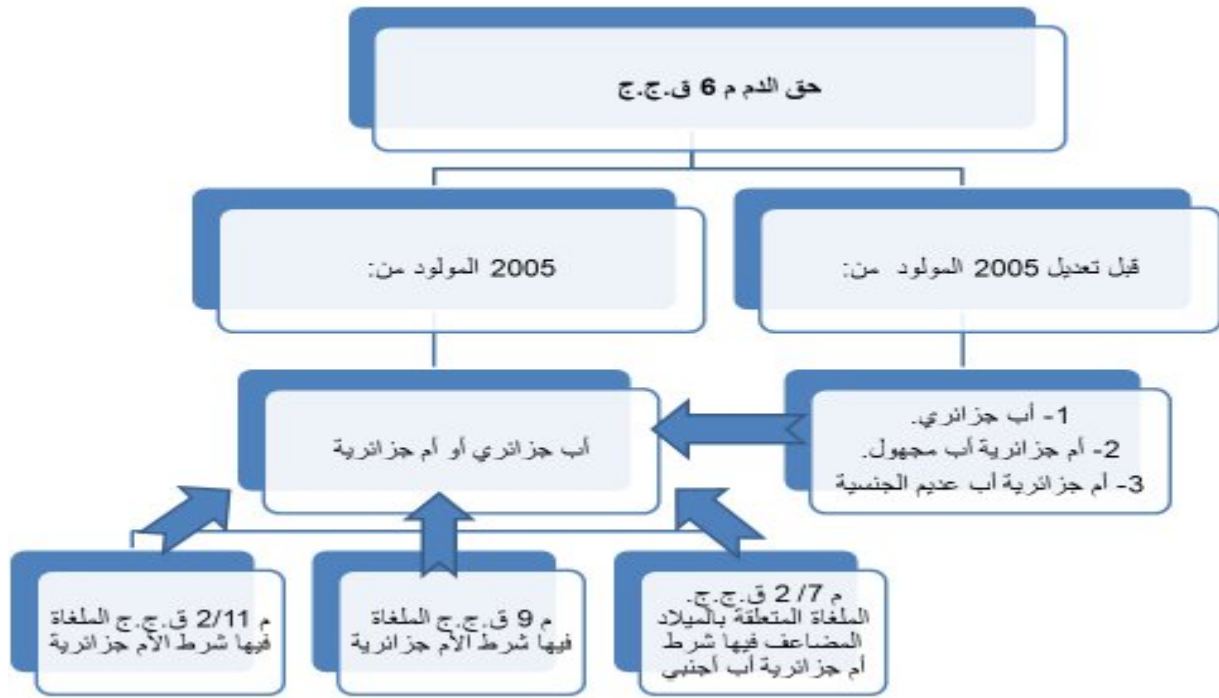 حق الدم م 6 ق.ج.ج
قبل تعديل 2005 المولود من:
2005 المولود من:
1- أب جزائري.
2- أم جزائرية أب مجهول.
3- أم جزائرية أب عديم الجنسية
أب جزائري أو أم جزائرية
م 7/ 2 ق.ج.ج.
الملغاة المتعلقة بالميلاد
المضاعف فيها شرط
أم جزائرية أب أجنبي
م 9 ق.ج.ج الملغاة
فيها شرط الأم جزائرية
م 2/11 ق.ج.ج الملغاة
فيها شرط الأم جزائرية